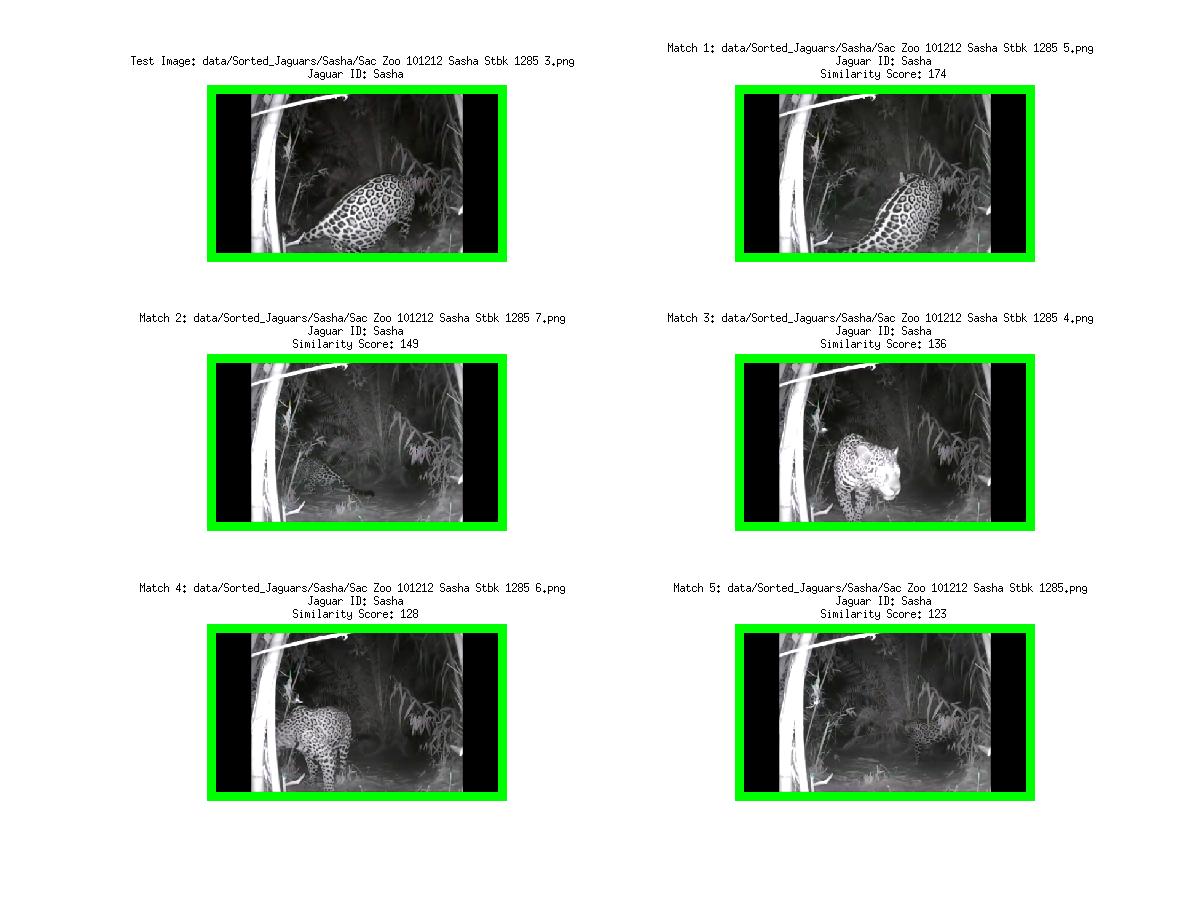 Test Image: data/Sorted_Jaguars/Sasha/Sac Zoo 101212 Sasha Stbk 1285 3.png
Jaguar ID: Sasha
Match 1: data/Sorted_Jaguars/Sasha/Sac Zoo 101212 Sasha Stbk 1285 5.png
Jaguar ID: Sasha
Similarity Score: 174
Match 2: data/Sorted_Jaguars/Sasha/Sac Zoo 101212 Sasha Stbk 1285 7.png
Jaguar ID: Sasha
Similarity Score: 149
Match 3: data/Sorted_Jaguars/Sasha/Sac Zoo 101212 Sasha Stbk 1285 4.png
Jaguar ID: Sasha
Similarity Score: 136
Match 4: data/Sorted_Jaguars/Sasha/Sac Zoo 101212 Sasha Stbk 1285 6.png
Jaguar ID: Sasha
Similarity Score: 128
Match 5: data/Sorted_Jaguars/Sasha/Sac Zoo 101212 Sasha Stbk 1285.png
Jaguar ID: Sasha
Similarity Score: 123